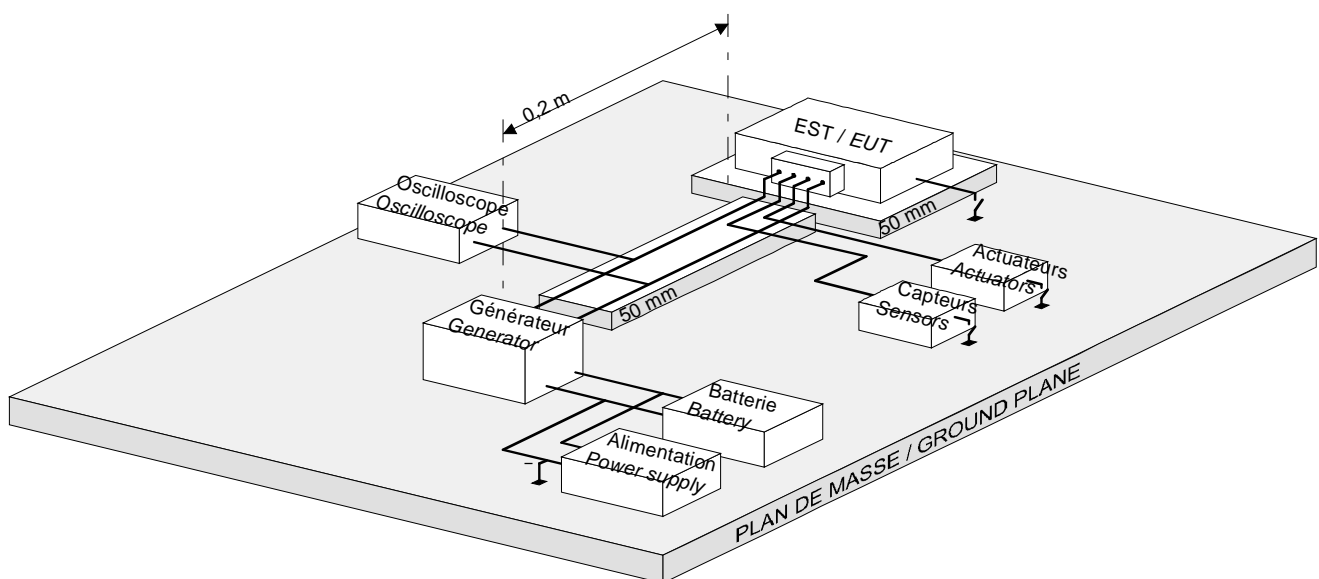 0,2 m
EST / EUT
Oscilloscope
Oscilloscope
50 mm
Actuateurs
Actuators
Capteurs
Sensors
50 mm
Générateur
Generator
Batterie
Battery
Alimentation
Power supply
PLAN DE MASSE / GROUND PLANE